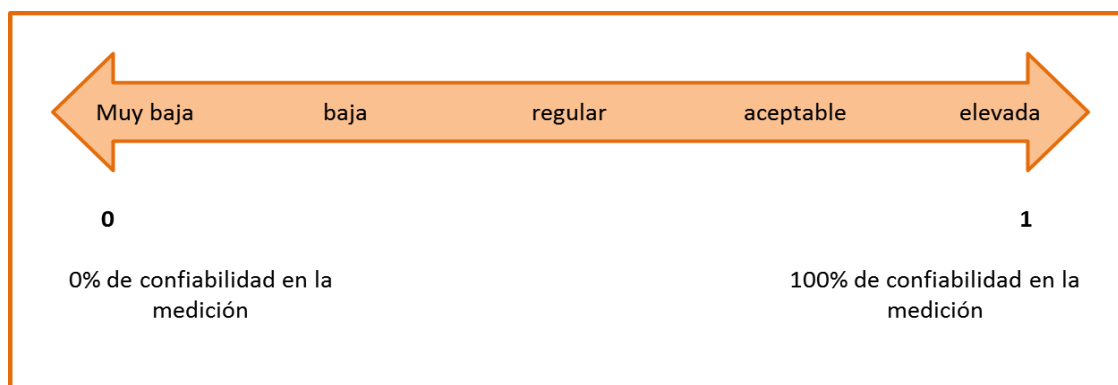 Muy baja baja regular aceptable elevada
0 1
0% de confiabilidad en la
medición
100% de confiabilidad en la
medición